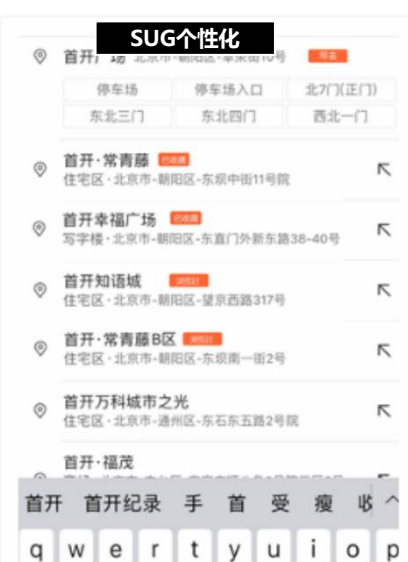 SUG个性化
首开广场
停车场 停车场入口 北7门(正门)
东北三门 东北四门 西北一门
首开·常青藤 已收藏
住宅区·北京市-朝阳区-东坝中街11号院
首开幸福广场 已收藏
写字楼·北京市-朝阳区-东直门外新东路38-40号
首开知语城
住宅区·北京市-朝阳区-望京西路317号
首开·常青藤B区
住宅区·北京市-朝阳区-东坝南一街2号
首开万科城市之光
住宅区·北京市-通州区-东石东五路2号院
首开·福茂
首开 首开纪录 手 首 受 瘦 收
q w e r t y u i o p